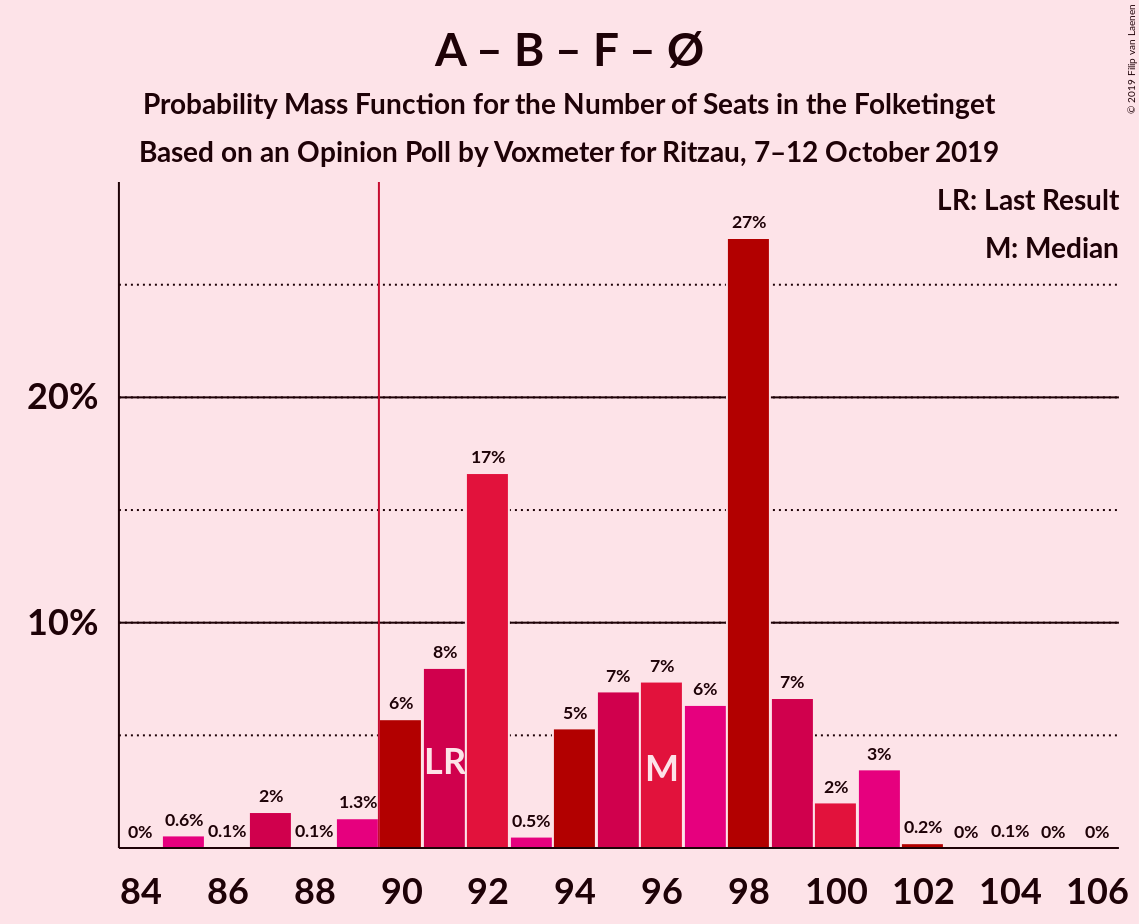 A – B – F – Ø
Probability Mass Function for the Number of Seats in the Folketinget
Based on an Opinion Poll by Voxmeter for Ritzau, 7–12 October 2019
© 2019 Filip van Laenen
LR: Last Result
M: Median
27%
20%
17%
10%
8%
7%
7%
6%
7%
6%
5%
3%
2%
1.3%
2%
0%
0.6%
0.1%
0.1%
0.5%
0.2%
0%
0.1%
0%
0%
LR
M
84 86 88 90 92 94 96 98 100 102 104 106